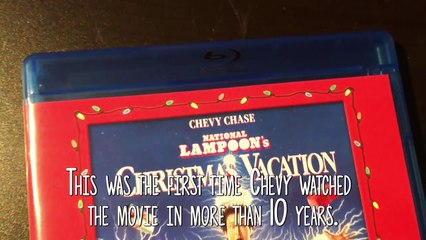 CHEVY CHASE
NATIONAL
LAMPOON's
CHRISTMAS VACATION
THIS WAS THE FIRST TIME CHEVY WATCHED
THE MOVIE IN MORE THAN 10 YEARS.